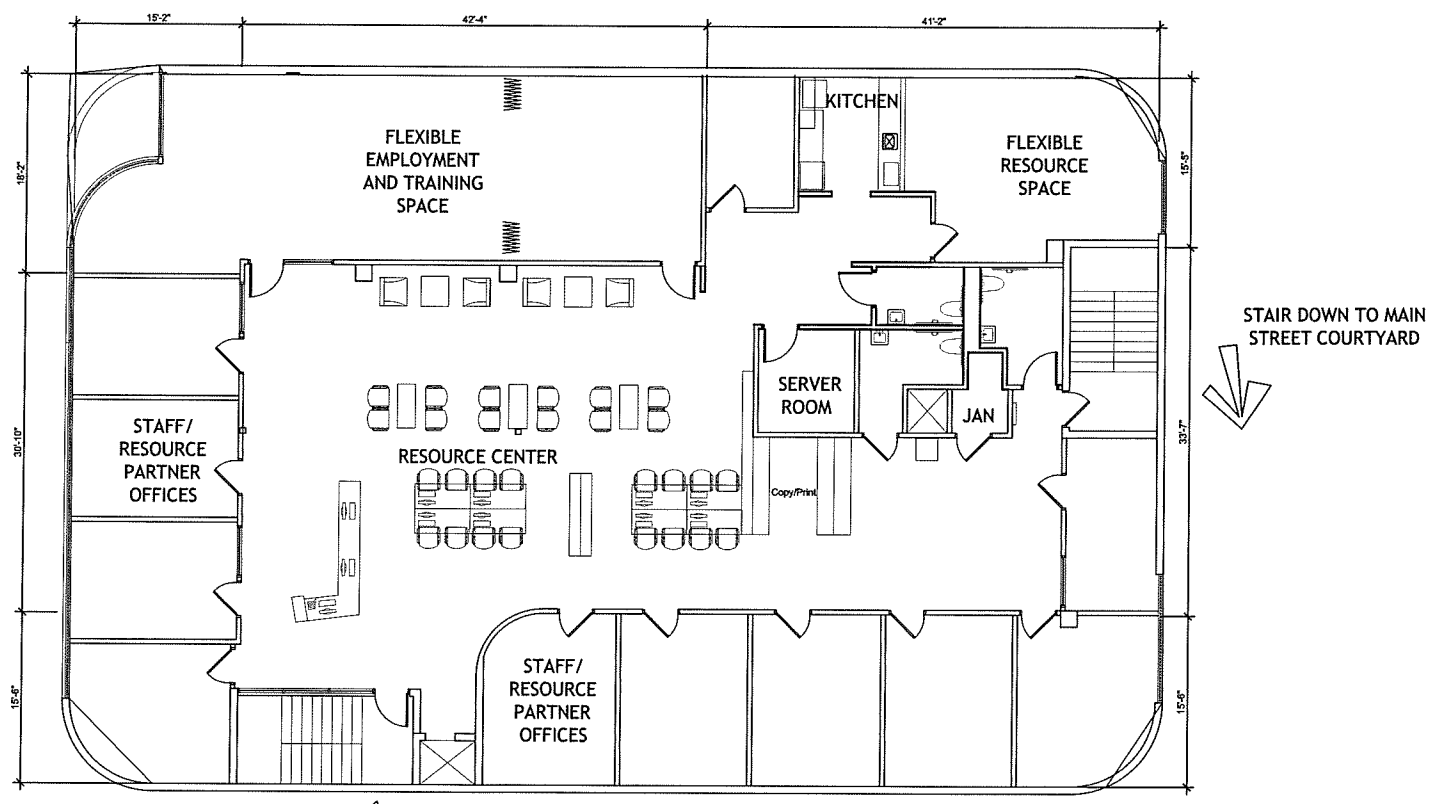 15'-2"
42'-4"
41'-2"
KITCHEN
FLEXIBLE
EMPLOYMENT
AND TRAINING
SPACE
FLEXIBLE
RESOURCE
SPACE
18'-2"
15'-5"
STAIR DOWN TO MAIN
STREET COURTYARD
SERVER
ROOM
JAN
STAFF/
RESOURCE
PARTNER
OFFICES
30'-10"
33'-7"
RESOURCE CENTER
Copy/Print
STAFF/
RESOURCE
PARTNER
OFFICES
15'-6"
15'-6"